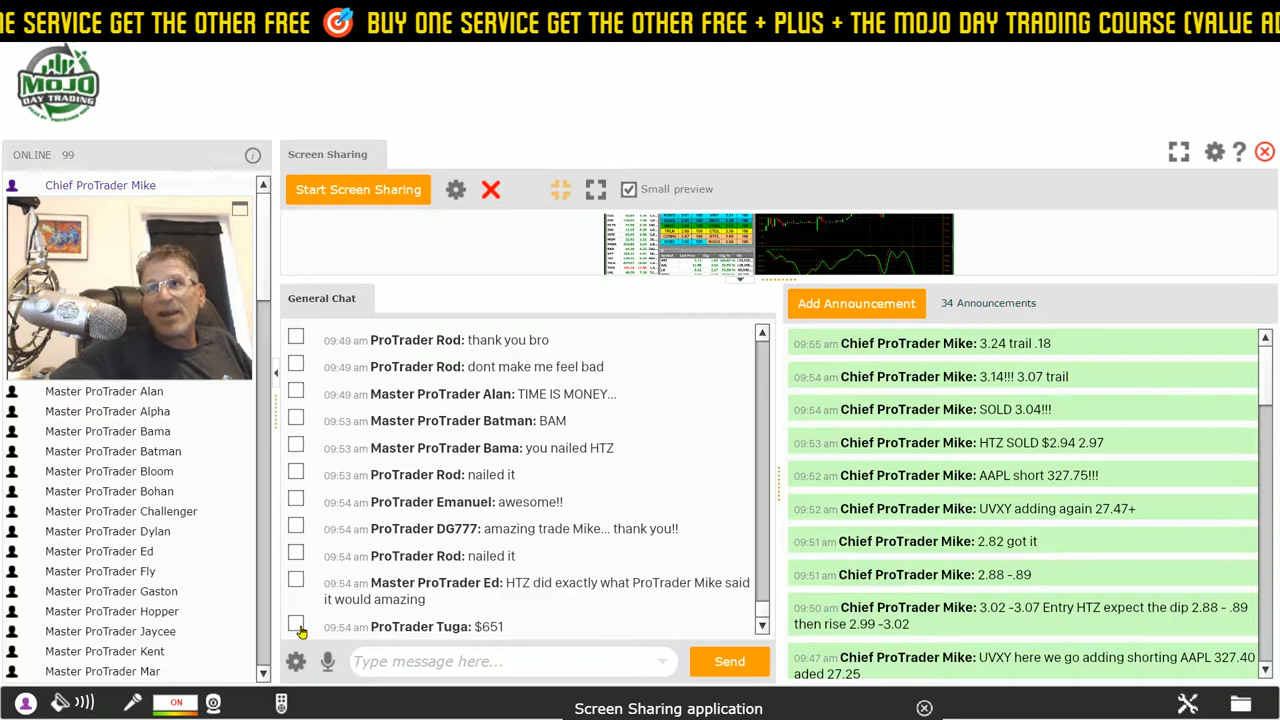 NE SERVICE GET THE OTHER FREE 🎯 BUY ONE SERVICE GET THE OTHER FREE + PLUS + THE MOJO DAY TRADING COURSE (VALUE
MOJO
DAY TRADING
ONLINE 99
Screen Sharing
Chief ProTrader Mike
Start Screen Sharing
Small preview
General Chat
Add Announcement
34 Announcements
09:49 am ProTrader Rod: thank you bro
09:49 am ProTrader Rod: dont make me feel bad
09:49 am Master ProTrader Alan: TIME IS MONEY...
09:53 am Master ProTrader Batman: BAM
09:53 am Master ProTrader Bama: you nailed HTZ
09:53 am ProTrader Rod: nailed it
09:54 am ProTrader Emanuel: awesome!!
09:54 am ProTrader DG777: amazing trade Mike... thank you!!
09:54 am ProTrader Rod: nailed it
09:54 am Master ProTrader Ed: HTZ did exactly what ProTrader Mike said
it would amazing
09:54 am ProTrader Tuga: $651
09:55 am Chief ProTrader Mike: 3.24 trail .18
09:54 am Chief ProTrader Mike: 3.14!!! 3.07 trail
09:54 am Chief ProTrader Mike: SOLD 3.04!!!
09:53 am Chief ProTrader Mike: HTZ SOLD $2.94 2.97
09:52 am Chief ProTrader Mike: AAPL short 327.75!!!
09:52 am Chief ProTrader Mike: UVXY adding again 27.47+
09:51 am Chief ProTrader Mike: 2.82 got it
09:51 am Chief ProTrader Mike: 2.88 -.89
09:50 am Chief ProTrader Mike: 3.02 -3.07 Entry HTZ expect the dip 2.88 - .89
then rise 2.99 -3.02
09:47 am Chief ProTrader Mike: UVXY here we go adding shorting AAPL 327.40
aded 27.25
Master ProTrader Alan
Master ProTrader Alpha
Master ProTrader Bama
Master ProTrader Batman
Master ProTrader Bloom
Master ProTrader Bohan
Master ProTrader Challenger
Master ProTrader Dylan
Master ProTrader Ed
Master ProTrader Fly
Master ProTrader Gaston
Master ProTrader Hopper
Master ProTrader Jaycee
Master ProTrader Kent
Master ProTrader Mar
Type message here...
Send
ON
Screen Sharing application